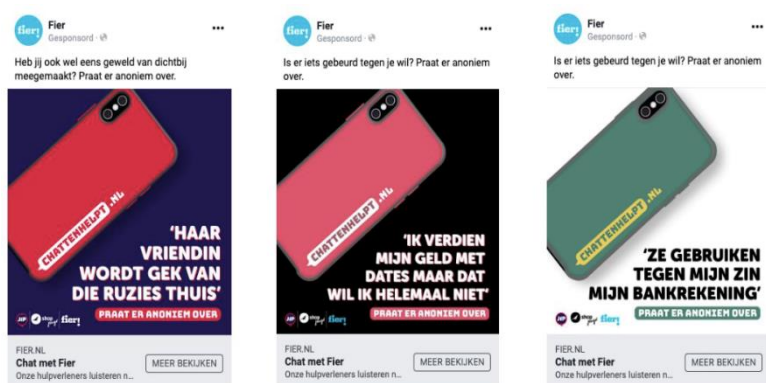 fier!
Fier
Gesponsord ·
Heb jij ook wel eens geweld van dichtbij
meegemaakt? Praat er anoniem over.
CHATTENHELPT.NL
‘HAAR
VRIENDIN
WORDT GEK VAN
DIE RUZIES THUIS’
fier!
PRAAT ER ANONIEM OVER
FIER.NL
Chat met Fier
Onze hulpverleners luisteren n...
MEER BEKIJKEN
fier!
Fier
Gesponsord ·
Is er iets gebeurd tegen je wil? Praat er anoniem
over.
CHATTENHELPT.NL
‘IK VERDIEN
MIJN GELD MET
DATES MAAR DAT
WIL IK HELEMAAL NIET’
fier!
PRAAT ER ANONIEM OVER
FIER.NL
Chat met Fier
Onze hulpverleners luisteren n...
MEER BEKIJKEN
fier!
Fier
Gesponsord ·
Is er iets gebeurd tegen je wil? Praat er anoniem
over.
CHATTENHELPT.NL
‘ZE GEBRUIKEN
TEGEN MIJN ZIN
MIJN BANKREKENING’
fier!
PRAAT ER ANONIEM OVER
FIER.NL
Chat met Fier
Onze hulpverleners luisteren n...
MEER BEKIJKEN